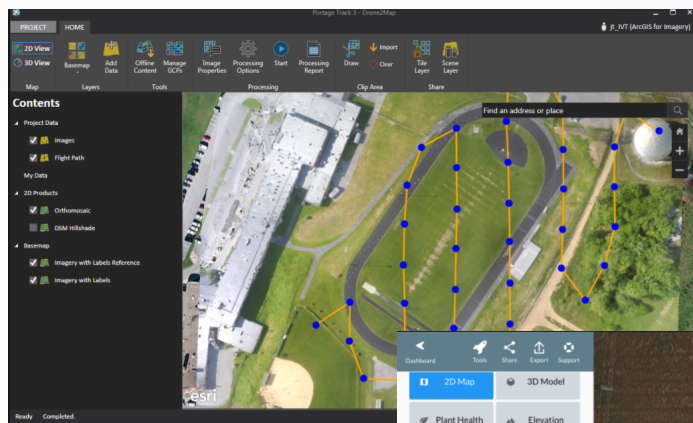 Portage Track 3 - Drone2Map
PROJECT HOME
jt_IVT (ArcGIS for Imagery)
2D View
3D View
Basemap
Add Data
Offline Content
Manage GCPs
Image Properties
Processing Options
Start
Processing Report
Draw
Import
Clear
Tile Layer
Scene Layer
Map Layers Tools Processing Clip Area Share
Contents
Find an address or place
Project Data
Images
Flight Path
My Data
2D Products
Orthomosaic
DSM Hillshade
Basemap
Imagery with Labels Reference
Imagery with Labels
esri
Dashboard Tools Share Export Support
2D Map 3D Model
Plant Health Elevation
Ready Completed.